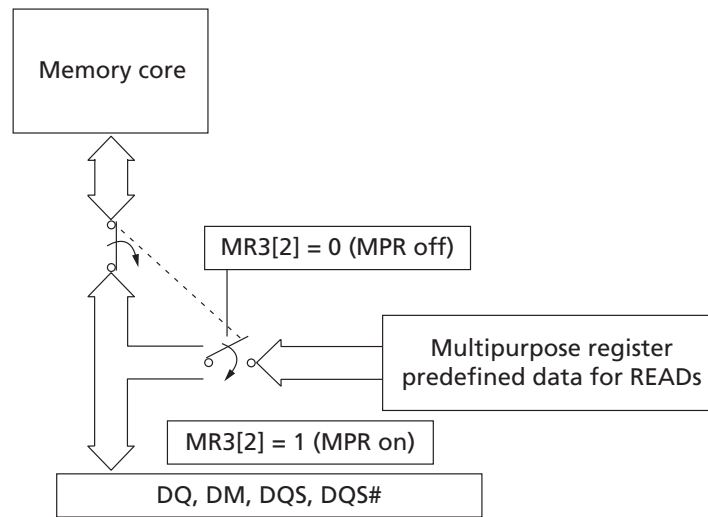 Memory core
MR3[2] = 0 (MPR off)
Multipurpose register
predefined data for READs
MR3[2] = 1 (MPR on)
DQ, DM, DQS, DQS#